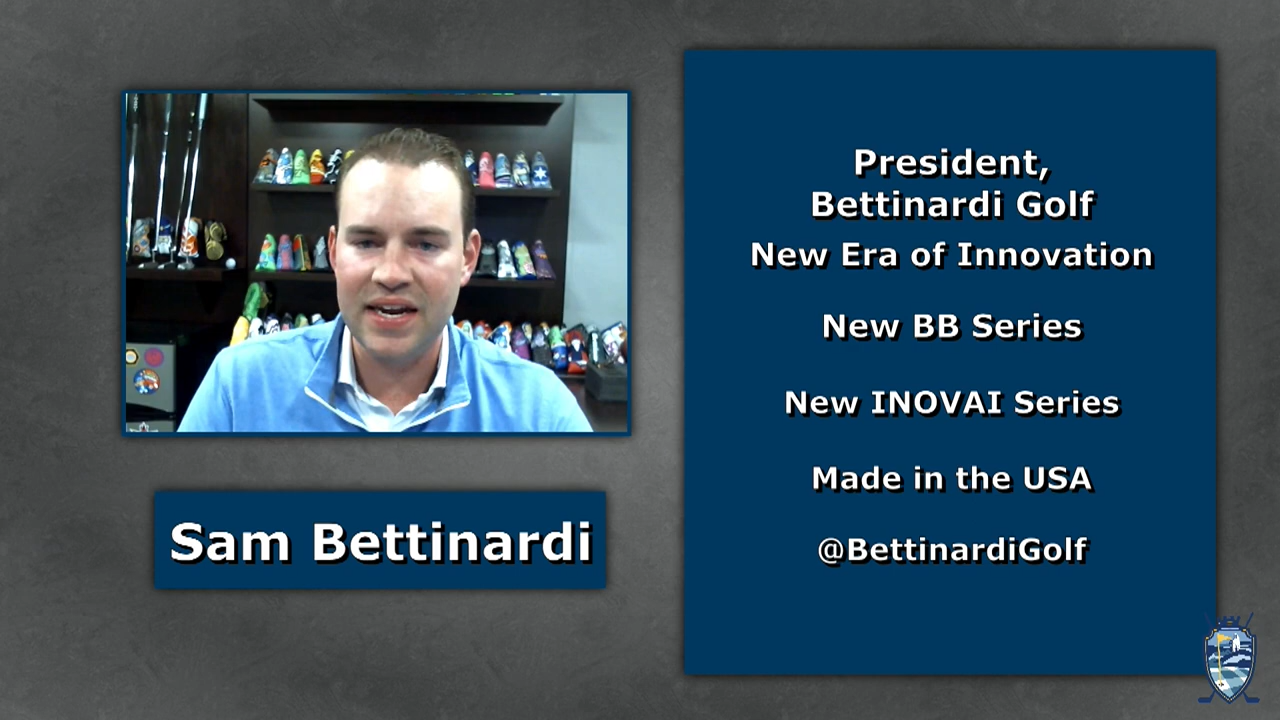 Sam Bettinardi
President,
Bettinardi Golf
New Era of Innovation
New BB Series
New INOVAI Series
Made in the USA
@BettinardiGolf